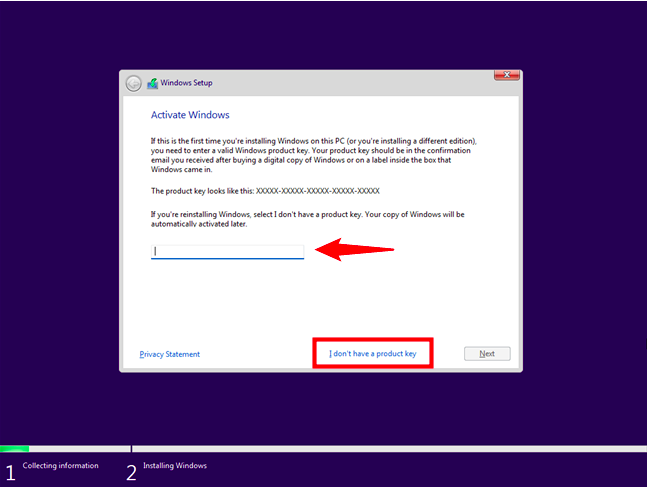 Windows Setup
Activate Windows
If this is the first time you're installing Windows on this PC (or you're installing a different edition),
you need to enter a valid Windows product key. Your product key should be in the confirmation
email you received after buying a digital copy of Windows or on a label inside the box that
Windows came in.
The product key looks like this: XXXXX-XXXXX-XXXXX-XXXXX-XXXXX
If you're reinstalling Windows, select I don't have a product key. Your copy of Windows will be
automatically activated later.
Privacy Statement
I don't have a product key
Next
1 Collecting information
2 Installing Windows